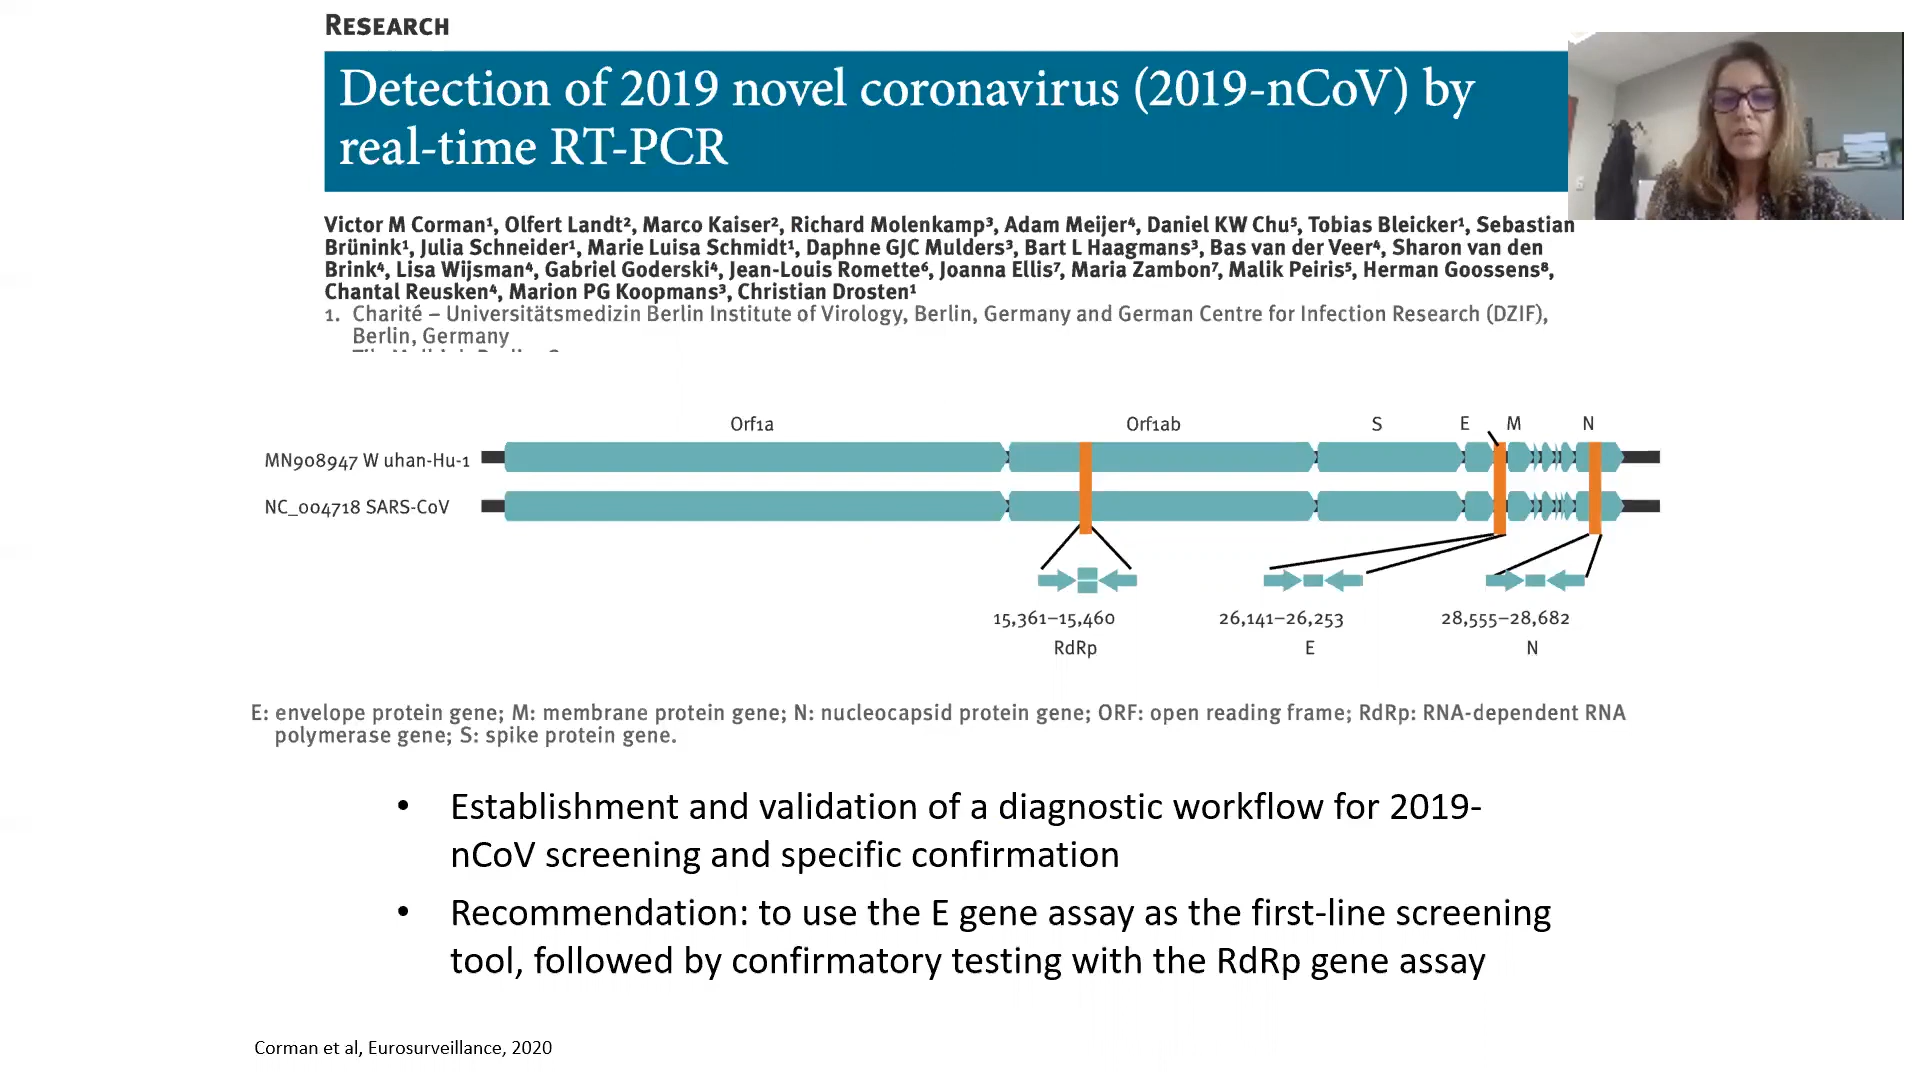 RESEARCH
Detection of 2019 novel coronavirus (2019-nCoV) by
real-time RT-PCR
Victor M Corman¹, Olfert Landt², Marco Kaiser², Richard Molenkamp³, Adam Meijer⁴, Daniel KW Chu⁵, Tobias Bleicker¹, Sebastian
Brünink¹, Julia Schneider¹, Marie Luisa Schmidt¹, Daphne GJC Mulders³, Bart L Haagmans³, Bas van der Veer⁴, Sharon van den
Brink⁴, Lisa Wijsman⁴, Gabriel Goderski⁴, Jean-Louis Romette⁶, Joanna Ellis⁷, Maria Zambon⁷, Malik Peiris⁵, Herman Goossens⁸,
Chantal Reusken⁴, Marion PG Koopmans³, Christian Drosten¹
1. Charité – Universitätsmedizin Berlin Institute of Virology, Berlin, Germany and German Centre for Infection Research (DZIF),
Berlin, Germany
Orf1a Orf1ab S E M N
MN908947 W uhan-Hu-1
NC_004718 SARS-CoV
15,361–15,460 26,141–26,253 28,555–28,682
RdRp E N
E: envelope protein gene; M: membrane protein gene; N: nucleocapsid protein gene; ORF: open reading frame; RdRp: RNA-dependent RNA
polymerase gene; S: spike protein gene.
• Establishment and validation of a diagnostic workflow for 2019-
nCoV screening and specific confirmation
• Recommendation: to use the E gene assay as the first-line screening
tool, followed by confirmatory testing with the RdRp gene assay
Corman et al, Eurosurveillance, 2020